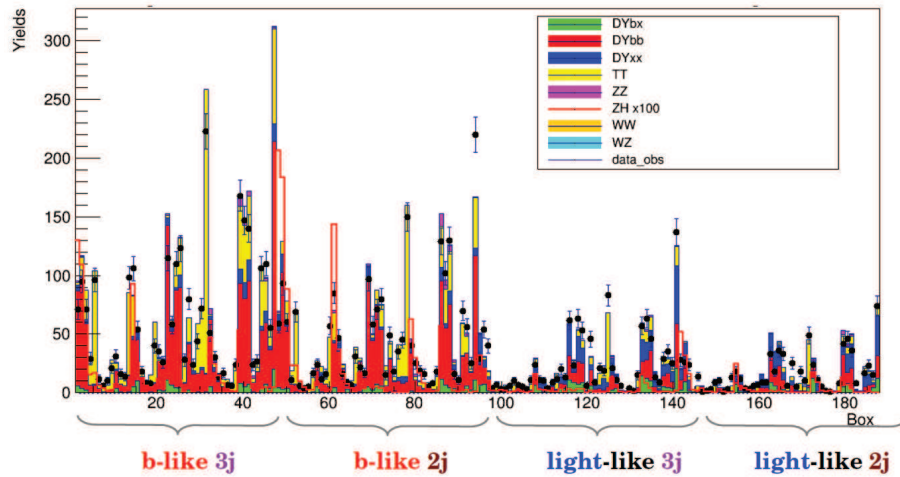 Yields
300
250
200
150
100
50
0
DYbx
DYbb
DYxx
TT
ZZ
ZH x100
WW
WZ
data_obs
20 40 60 80 100 120 140 160 180
Box
b-like 3j b-like 2j light-like 3j light-like 2j